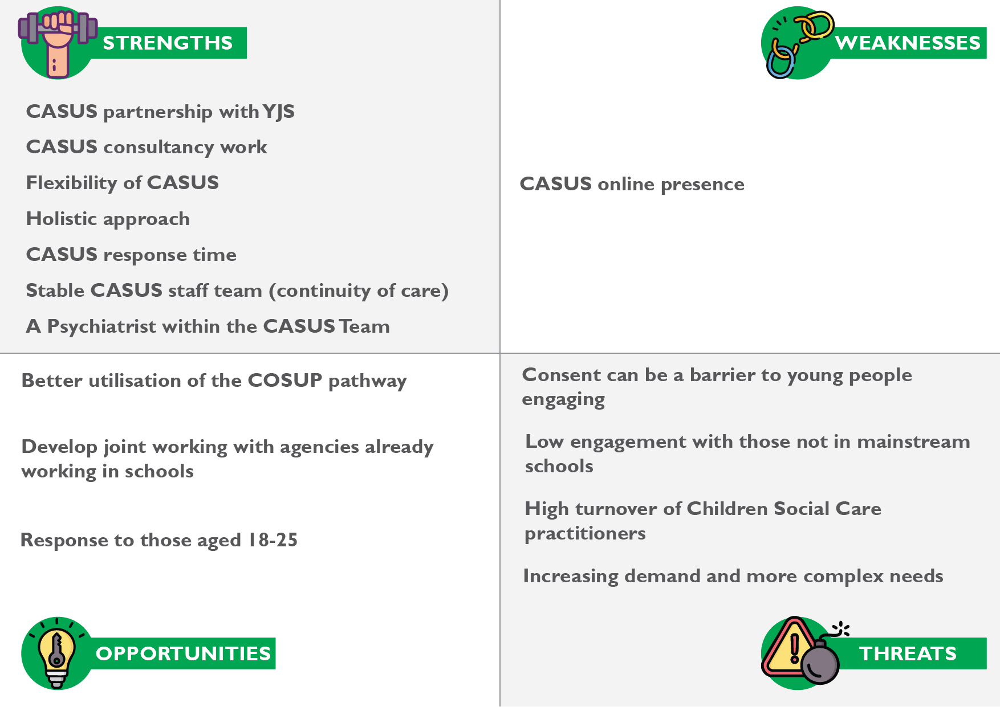 STRENGTHS
CASUS partnership with YJS
CASUS consultancy work
Flexibility of CASUS
Holistic approach
CASUS response time
Stable CASUS staff team (continuity of care)
A Psychiatrist within the CASUS Team
WEAKNESSES
CASUS online presence
Better utilisation of the COSUP pathway
Develop joint working with agencies already
working in schools
Response to those aged 18-25
OPPORTUNITIES
Consent can be a barrier to young people
engaging
Low engagement with those not in mainstream
schools
High turnover of Children Social Care
practitioners
Increasing demand and more complex needs
THREATS